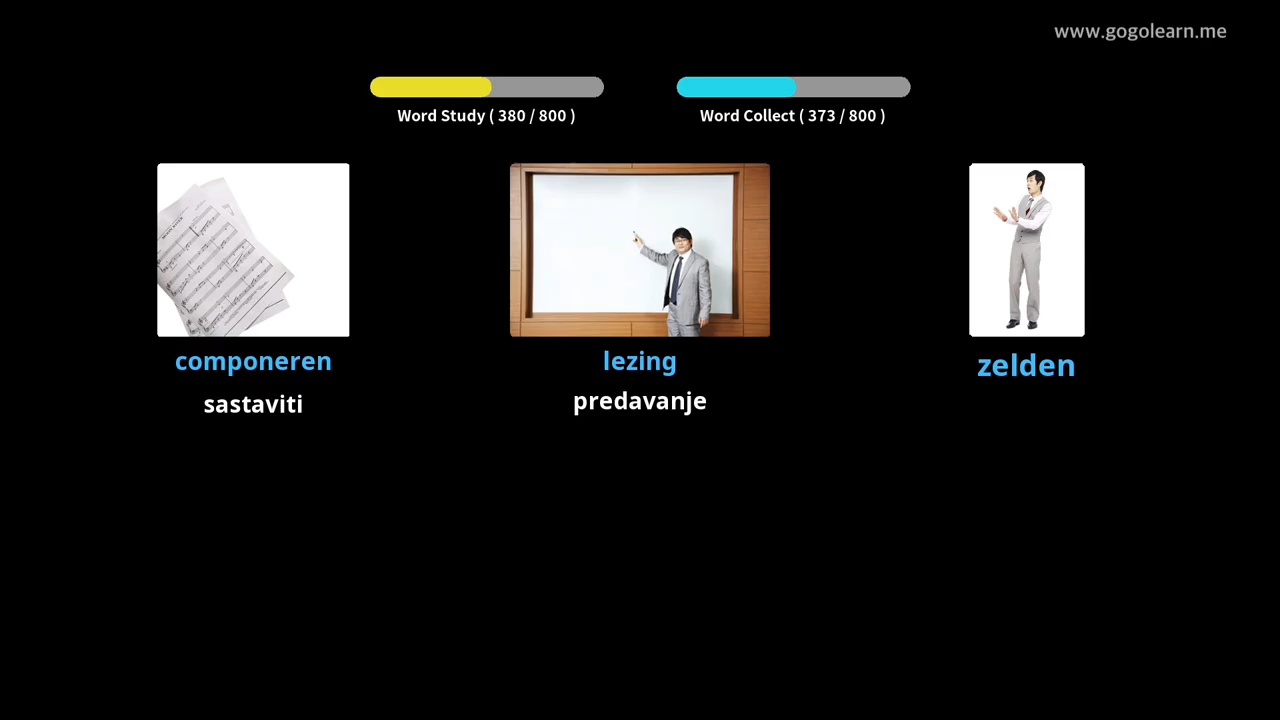 www.gogolearn.me
Word Study ( 380 / 800 )
Word Collect ( 373 / 800 )
componeren
sastaviti
lezing
predavanje
zelden